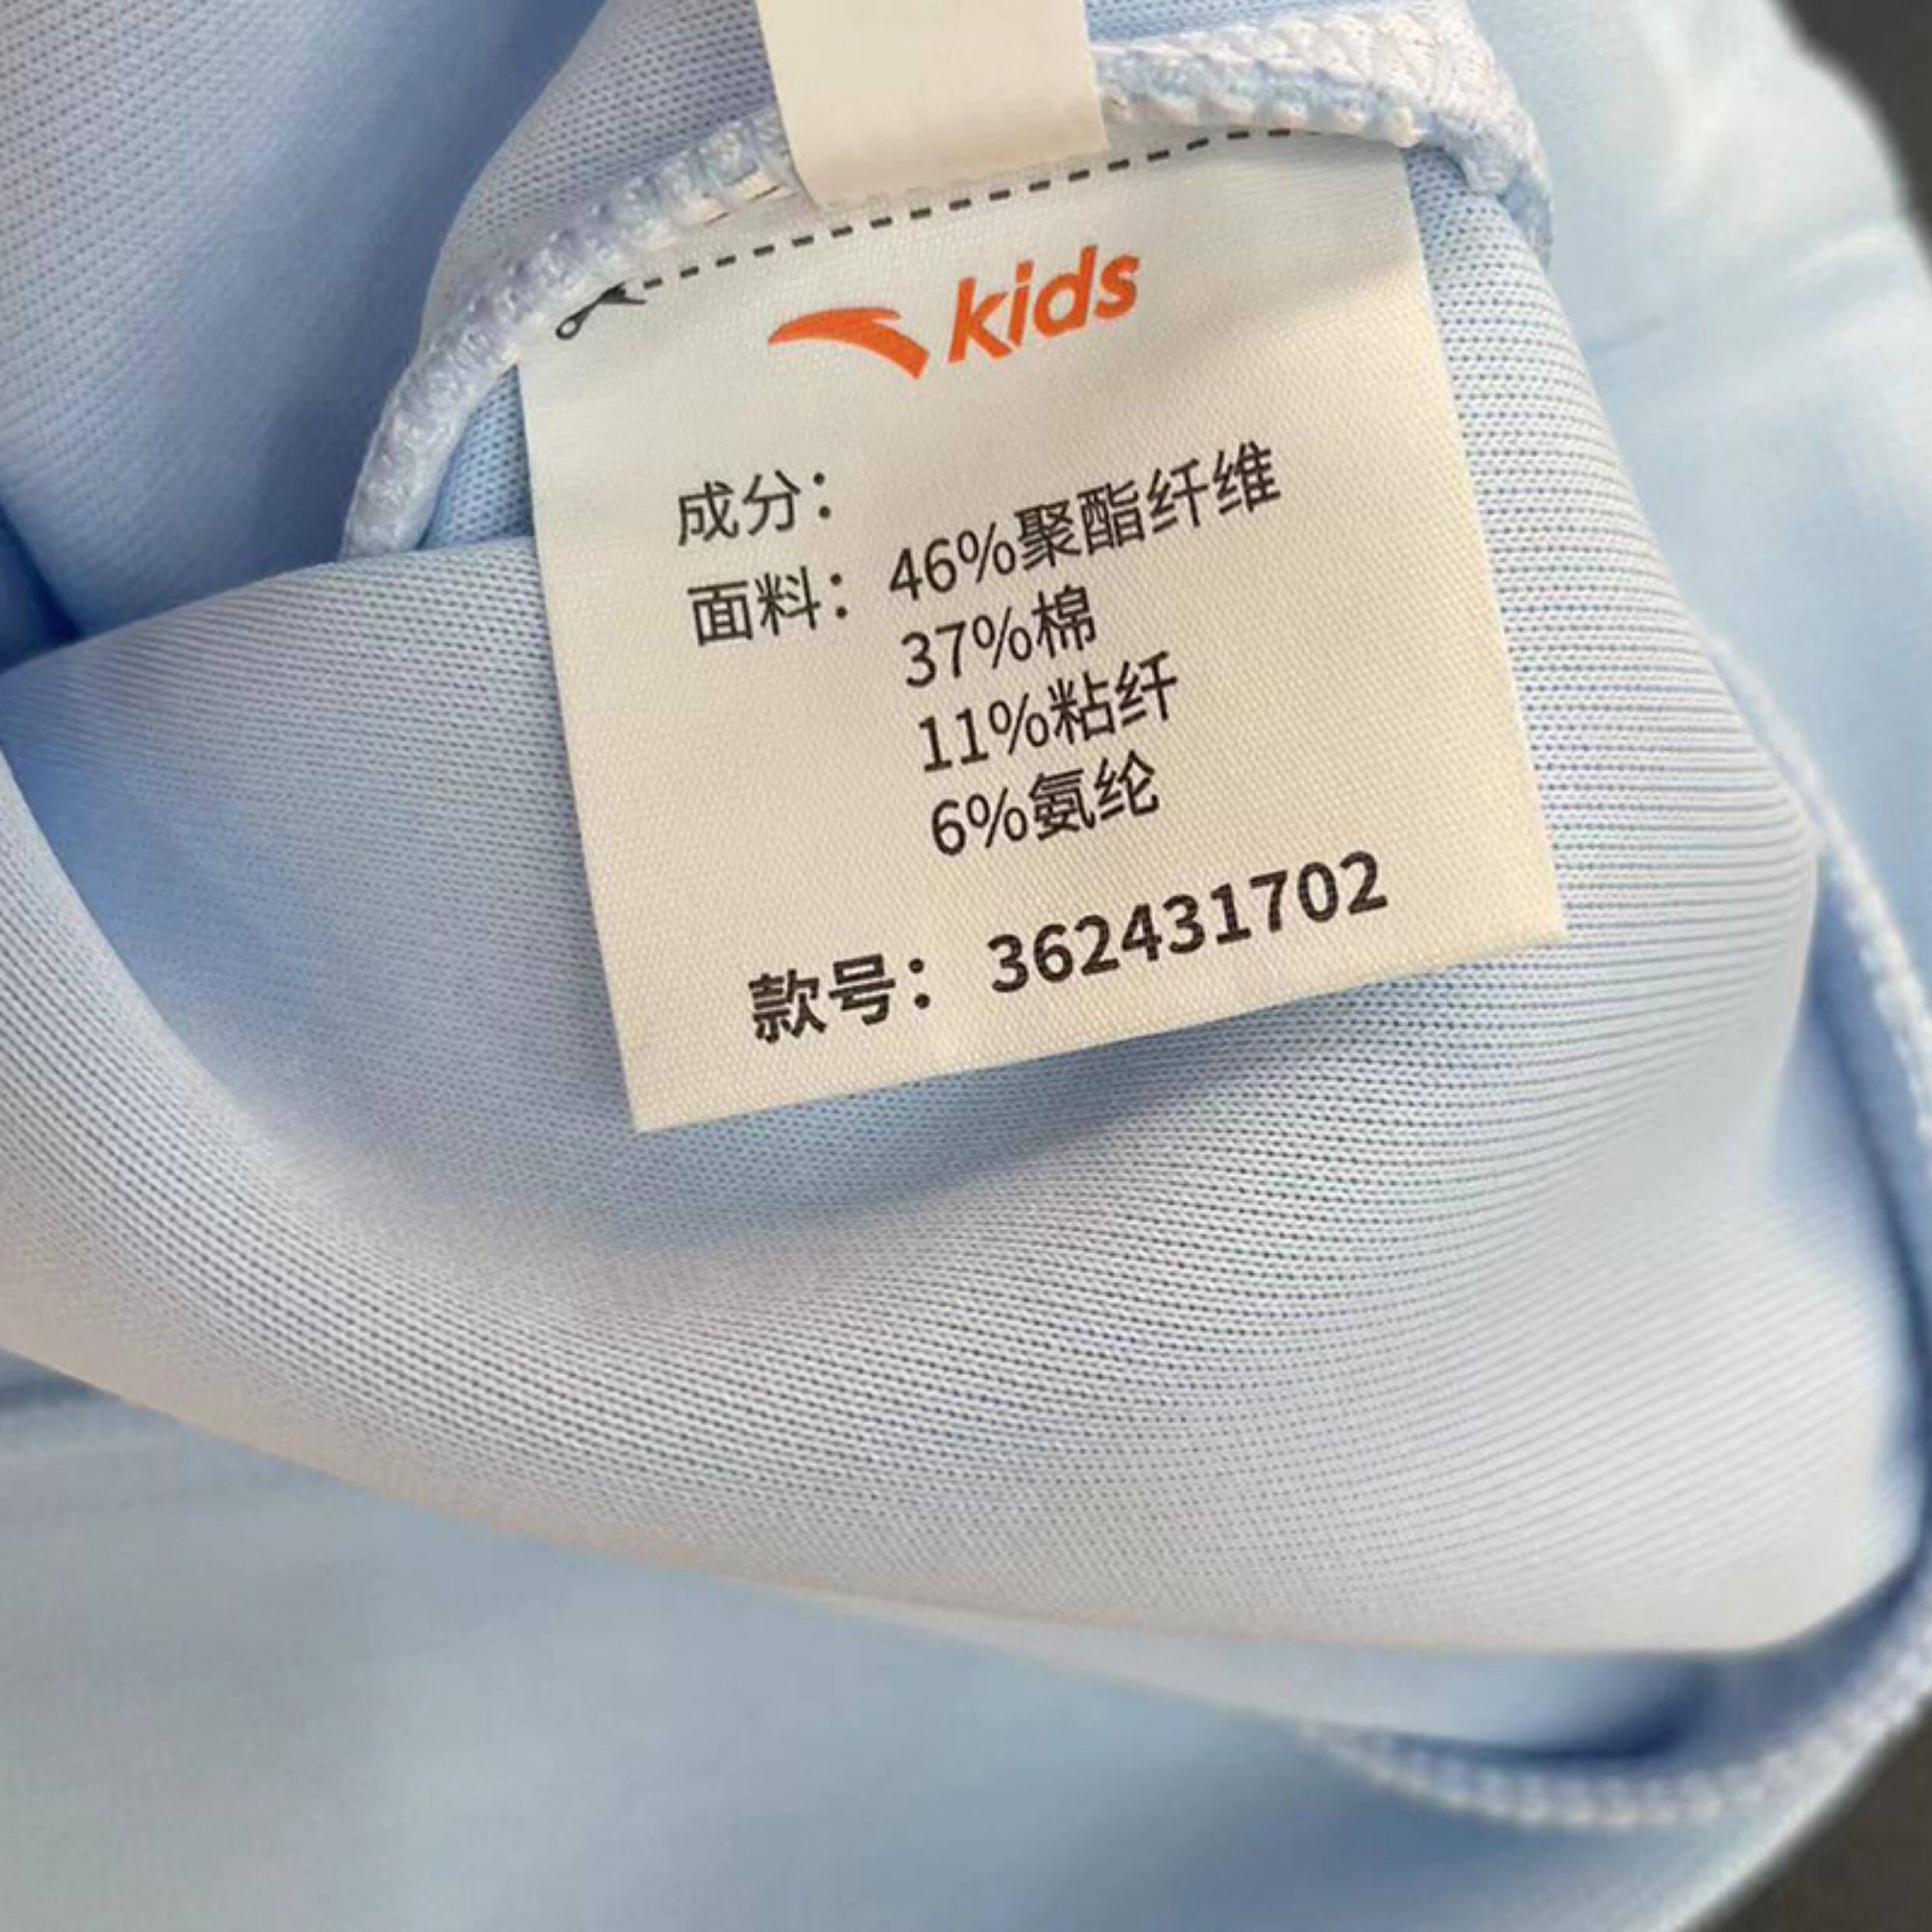 kids
成分：
面料：46%聚酯纤维
37%棉
11%粘纤
6%氨纶
款号：362431702